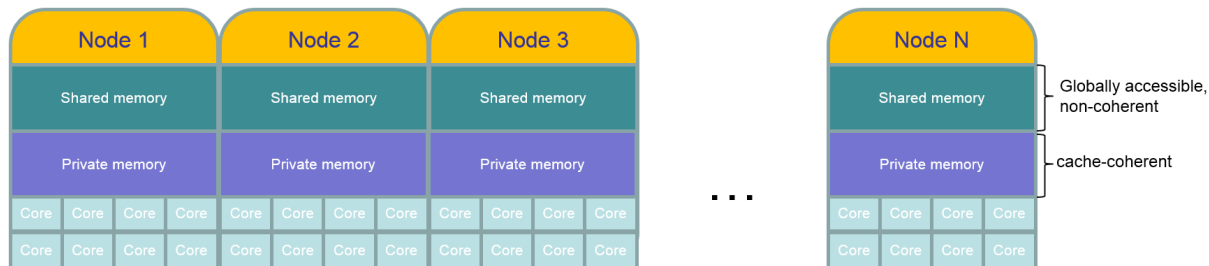 Node 1 Node 2 Node 3 Node N
Shared memory Shared memory Shared memory Shared memory
Globally accessible,
non-coherent
Private memory Private memory Private memory Private memory
cache-coherent
...
Core Core Core Core Core Core Core Core Core Core Core Core Core Core Core Core
Core Core Core Core Core Core Core Core Core Core Core Core Core Core Core Core